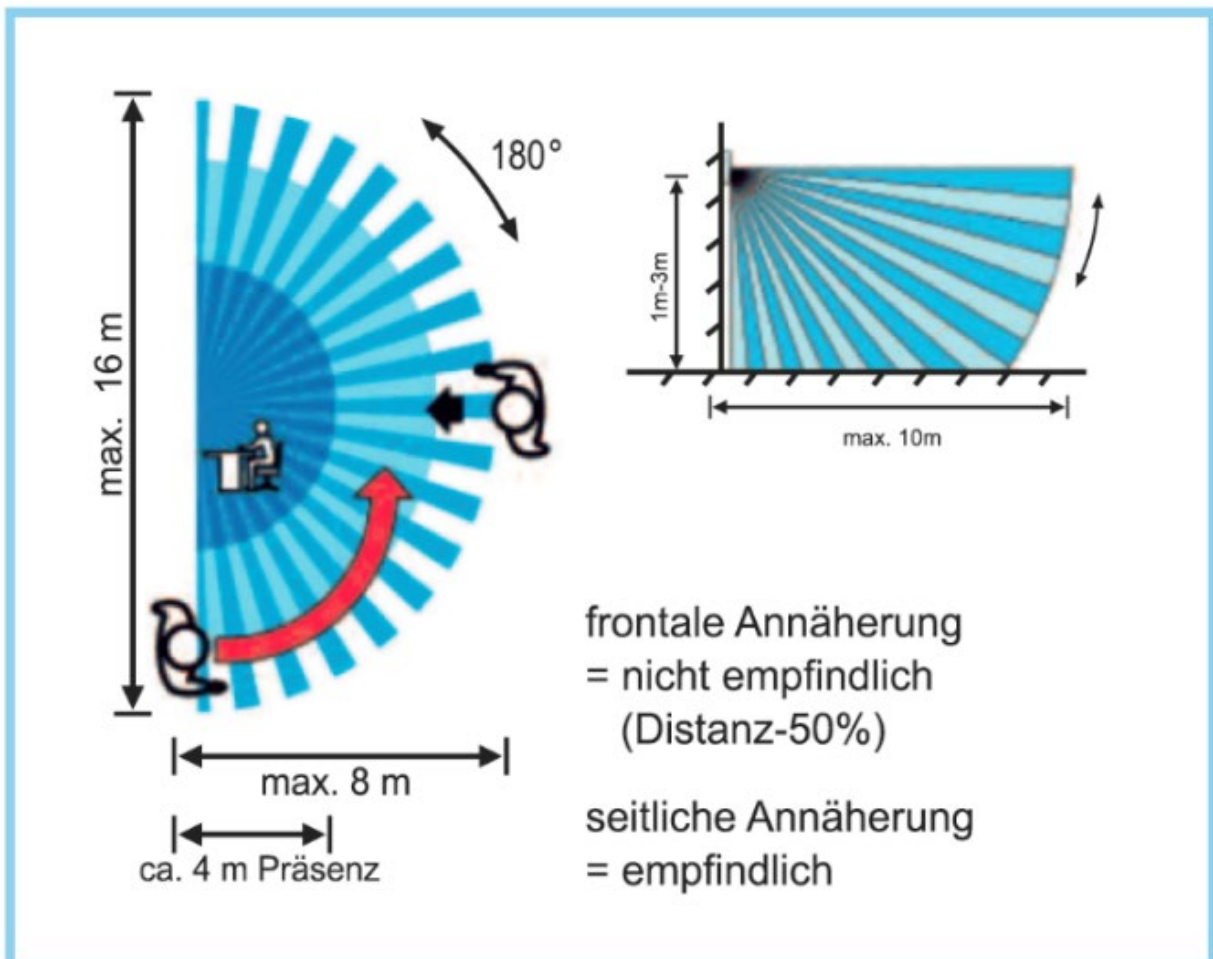 180°
max. 16 m
1m-3m
max. 10m
max. 8 m
ca. 4 m Präsenz
frontale Annäherung
= nicht empfindlich
(Distanz-50%)
seitliche Annäherung
= empfindlich